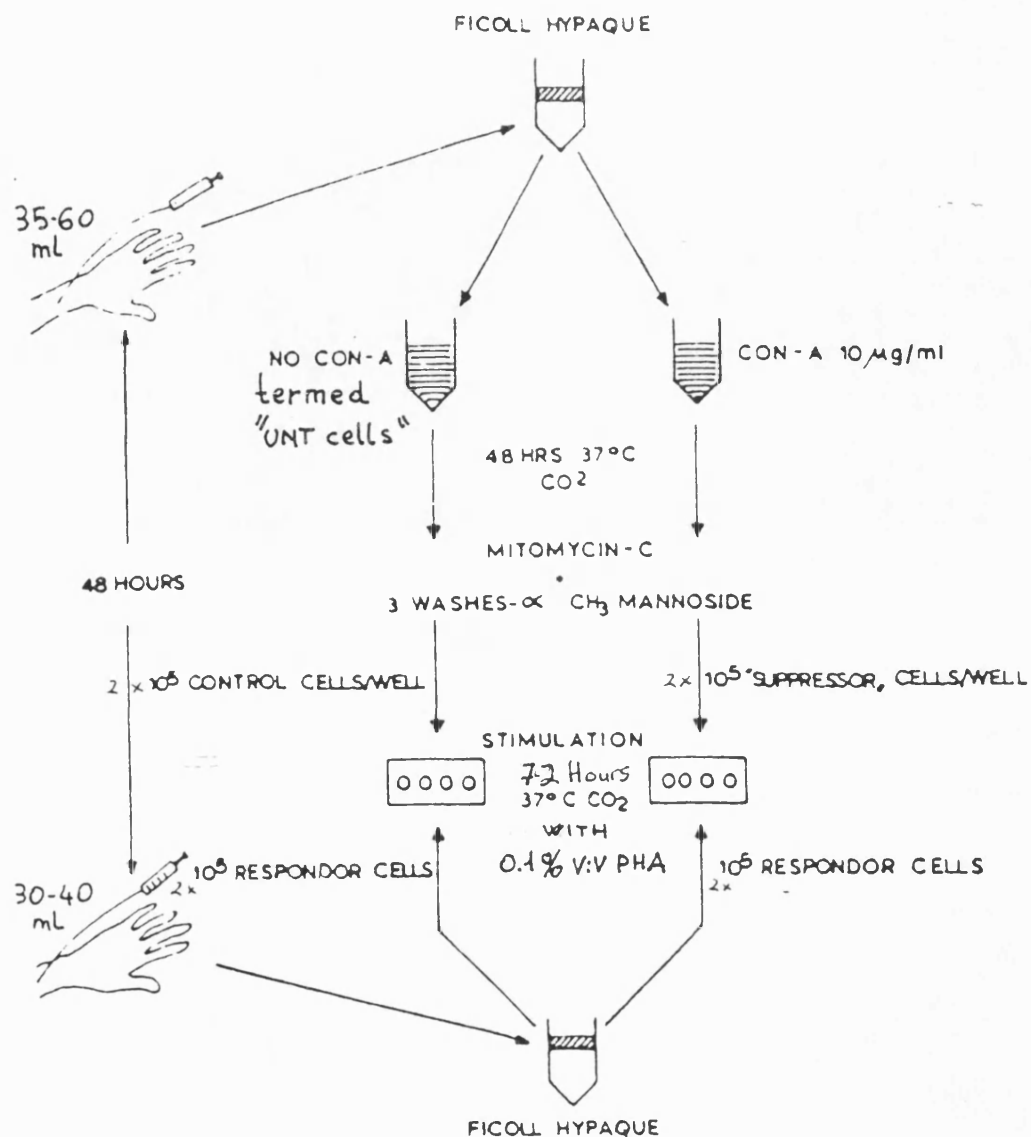 FICOLL HYPAQUE
35-60
ml
NO CON-A
termed
"UNT cells"
CON-A 10 µg/ml
48 HRS 37°C
CO2
MITOMYCIN-C
48 HOURS
3 WASHES-∝ CH3 MANNOSIDE
2 × 10⁵ CONTROL CELLS/WELL
2× 10⁵ "SUPPRESSOR, CELLS/WELL
STIMULATION
72 Hours
37°C CO2
WITH
0.1% V:V PHA
30-40
mL
2× 10⁵ RESPONDOR CELLS
2× 10⁵ RESPONDOR CELLS
FICOLL HYPAQUE